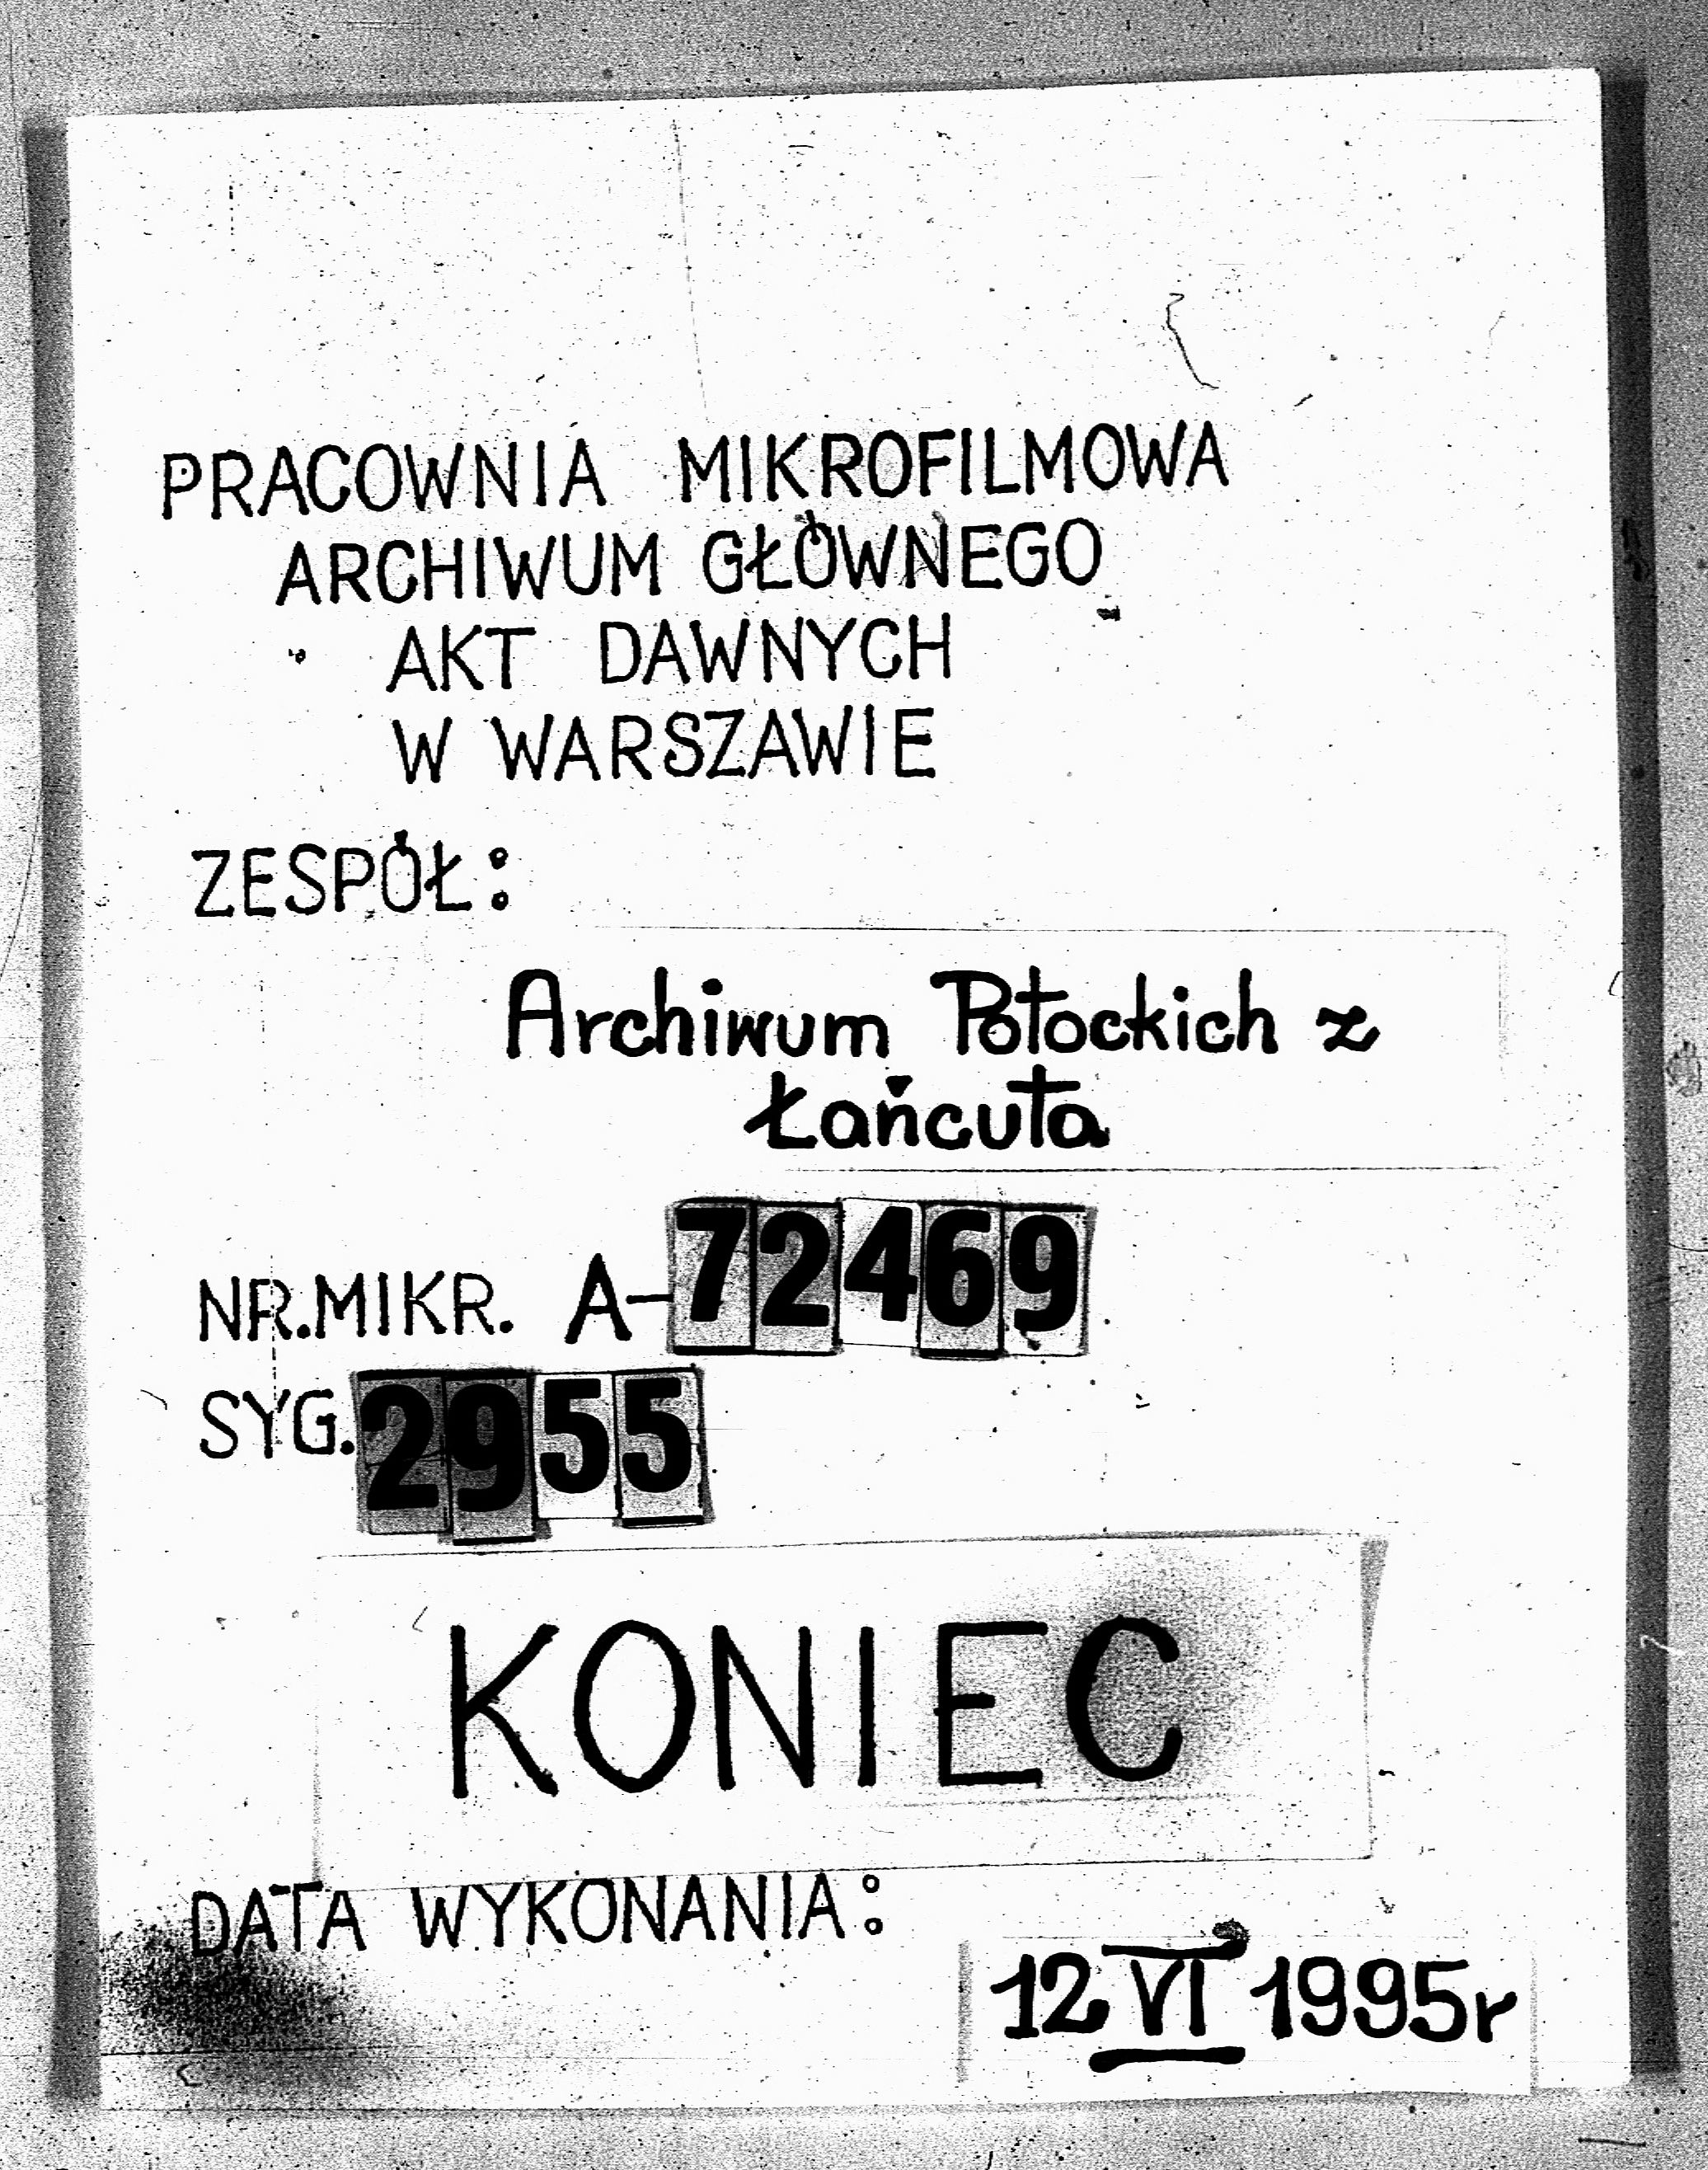 PRACOWNIA MIKROFILMOWA
ARCHIWUM GŁÓWNEGO
AKT DAWNYCH
W WARSZAWIE
ZESPÓŁ:
Archiwum Potockich z
Łańcuta
NR.MIKR. A-72469
SYG. 2955
KONIEC
DATA WYKONANIA:
12 VI 1995r